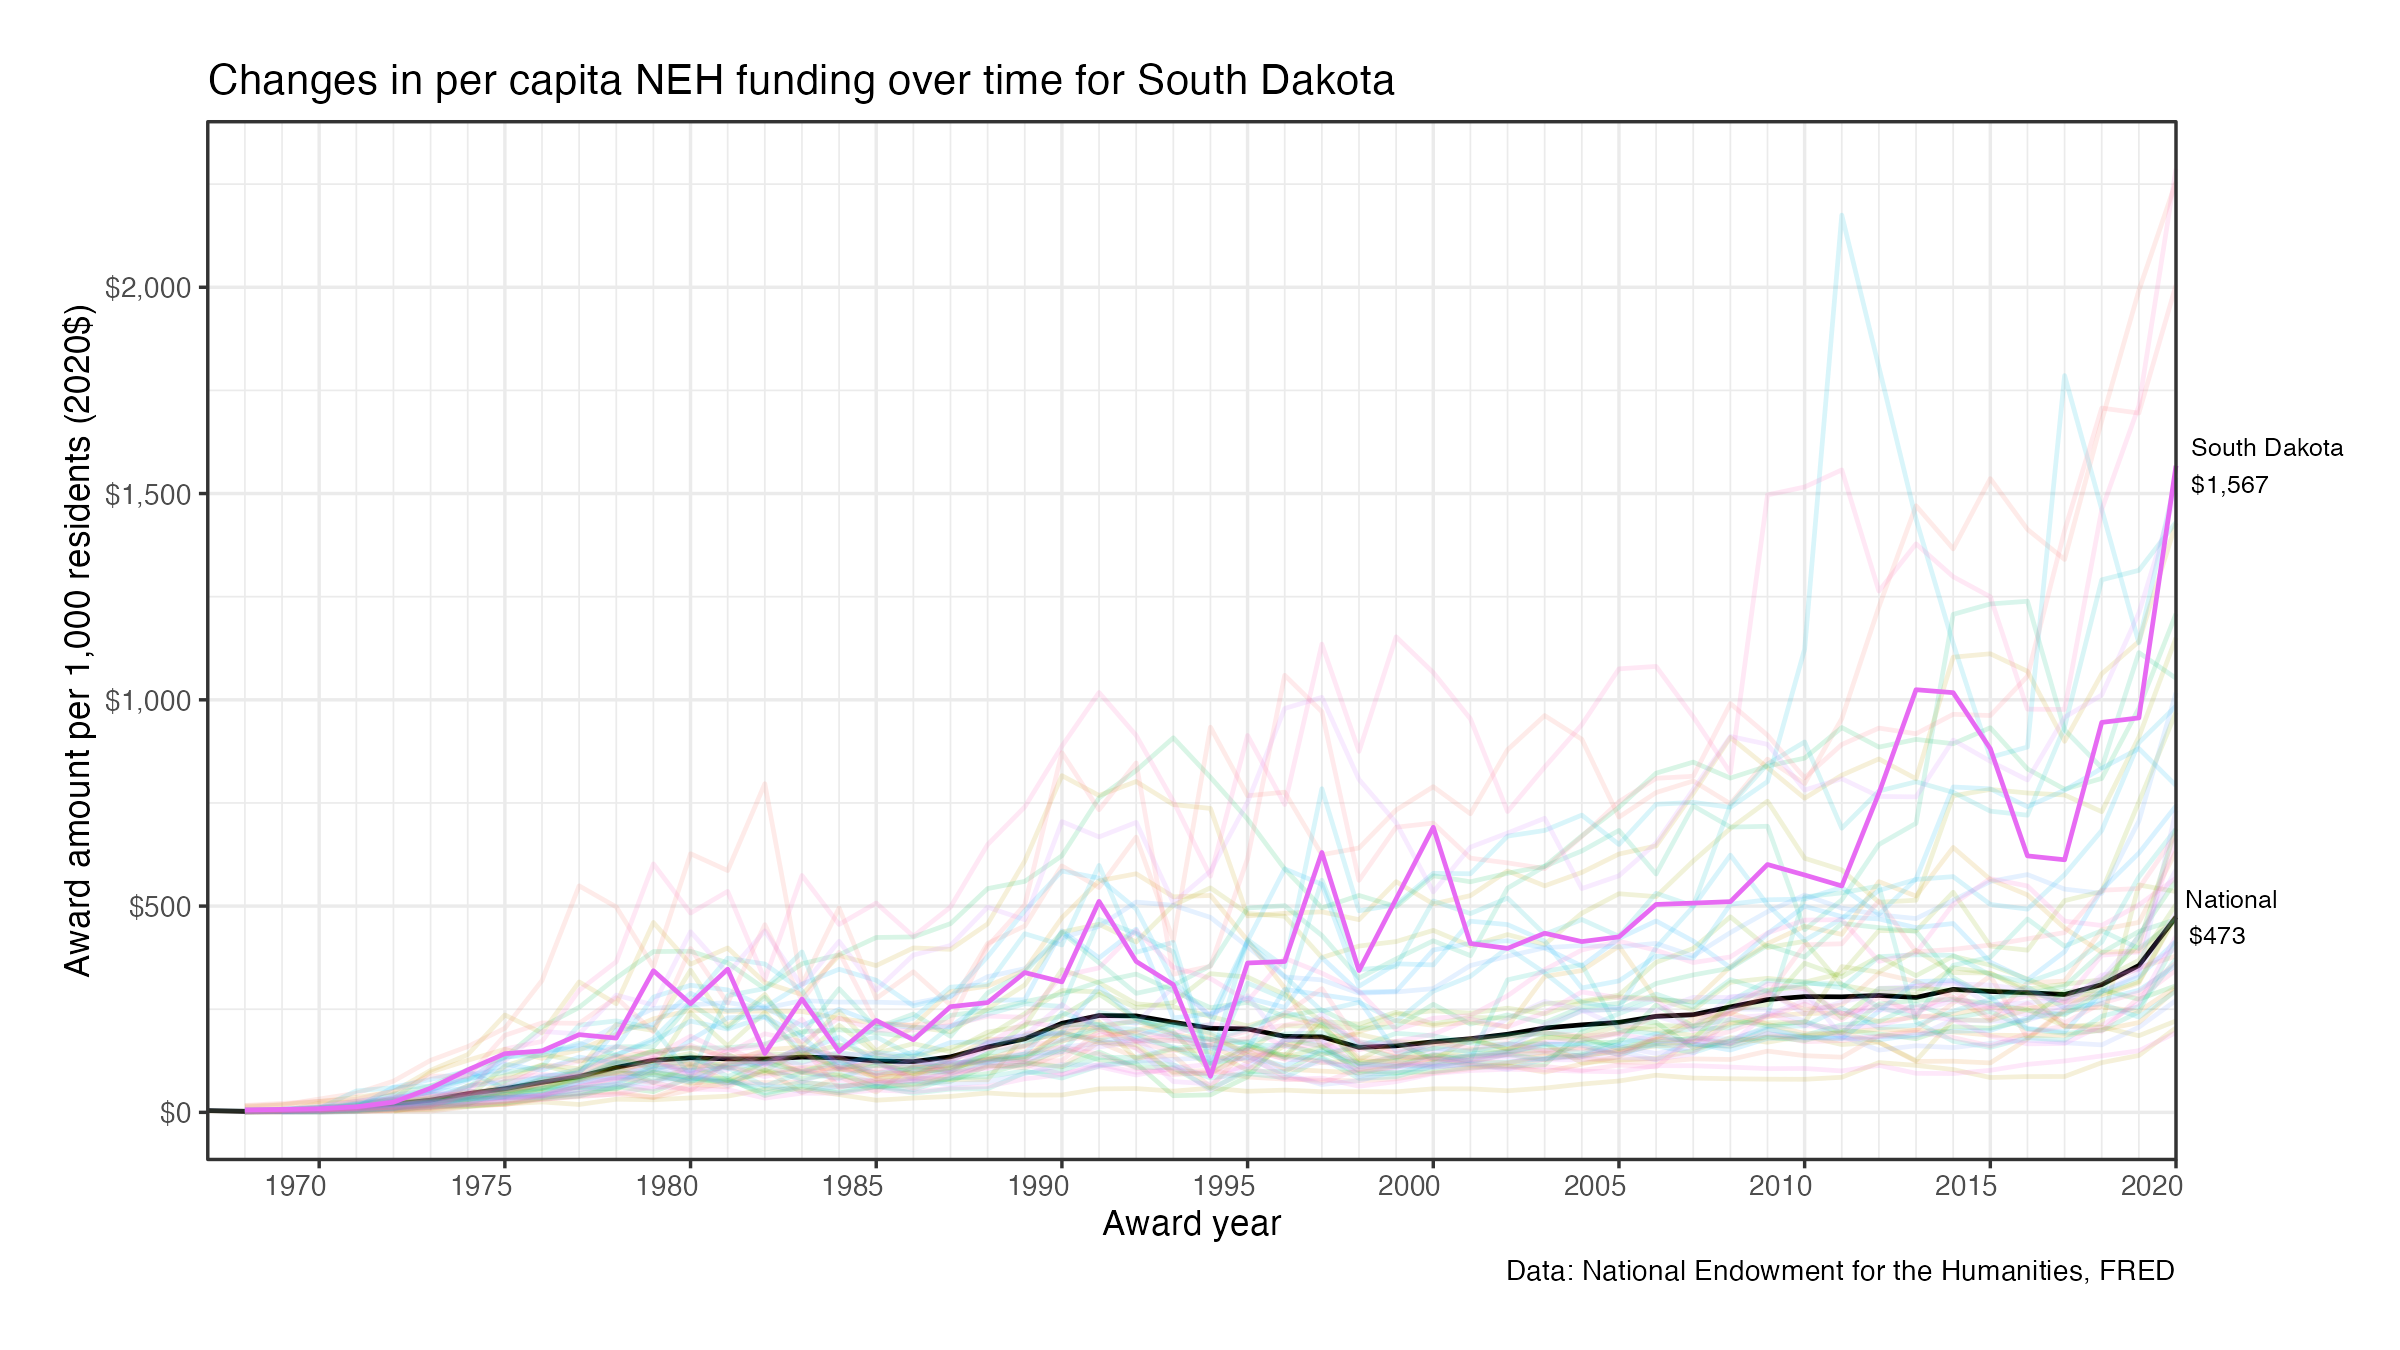 Changes in per capita NEH funding over time for South Dakota
Award amount per 1,000 residents (2020$)
$2,000
$1,500
$1,000
$500
$0
South Dakota
$1,567
National
$473
1970 1975 1980 1985 1990 1995 2000 2005 2010 2015 2020
Award year
Data: National Endowment for the Humanities, FRED